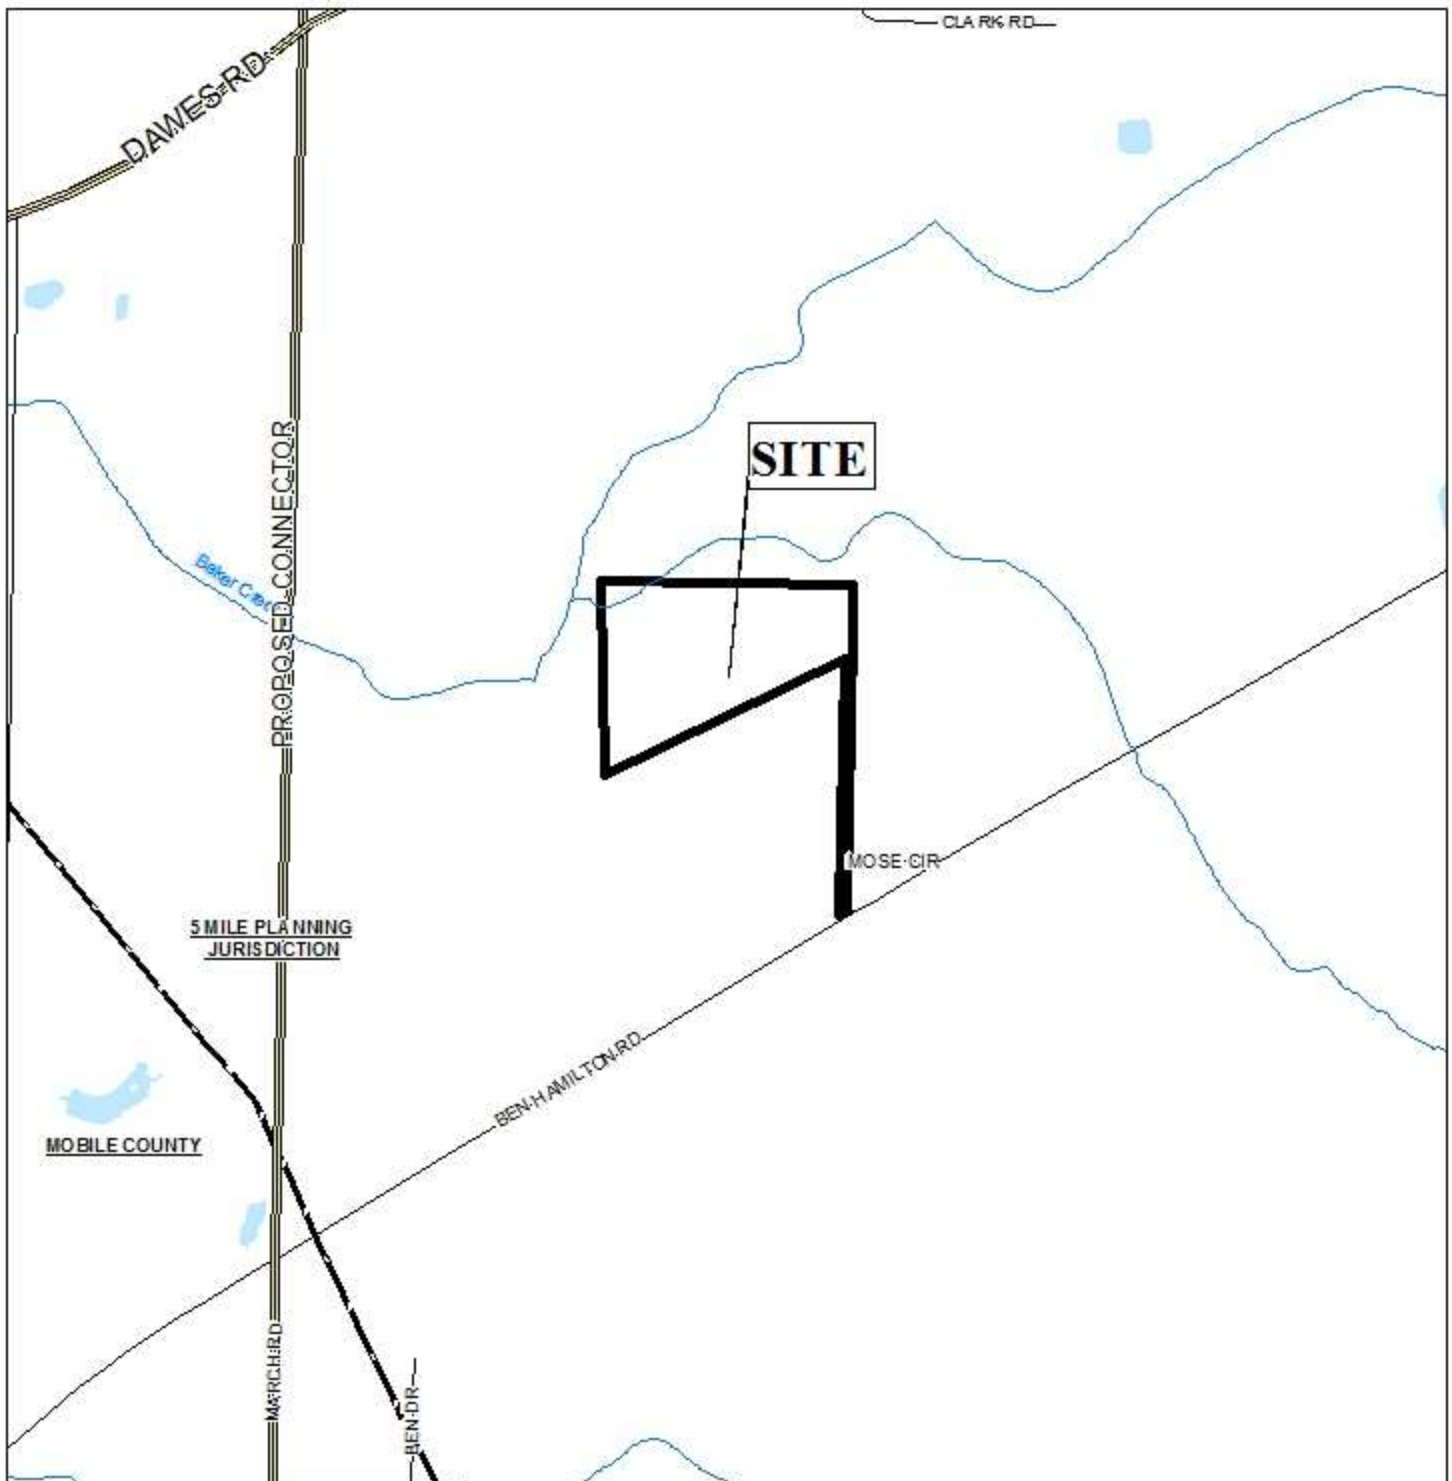 CLARK RD
DAWES RD
SITE
PROPOSED CONNECTOR
Baker
MOSE CIR
5 MILE PLANNING
JURISDICTION
BEN HAMILTON RD
MOBILE COUNTY
MARCH RD
BEN DR